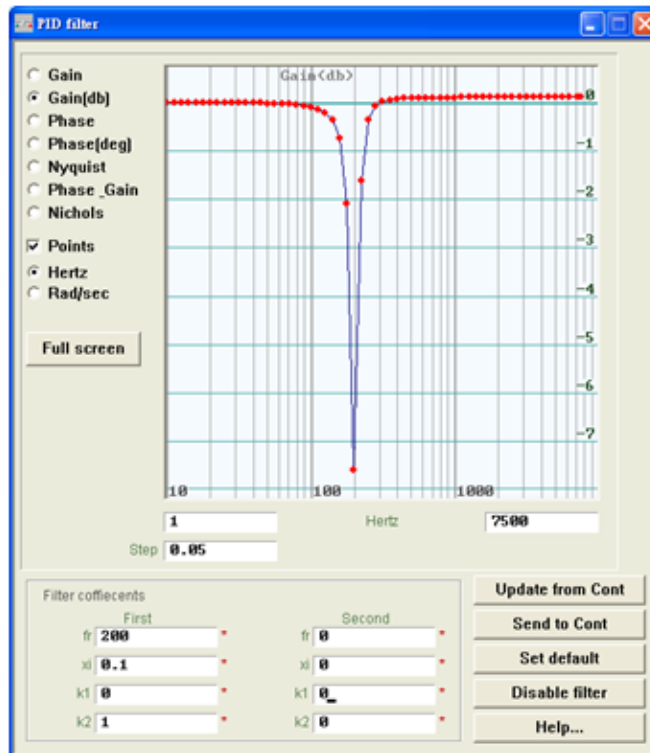 PID filter
Gain
Gain(db)
Phase
Phase(deg)
Nyquist
Phase_Gain
Nichols
Points
Hertz
Rad/sec
Full screen
Gain(db)
0
-1
-2
-3
-4
-5
-6
-7
10 100 1000
1 Hertz 7500
Step 0.05
Filter coffiecents
First Second
fr 200 * fr 0 *
xi 0.1 * xi 0 *
k1 0 * k1 0 *
k2 1 * k2 0 *
Update from Cont
Send to Cont
Set default
Disable filter
Help...